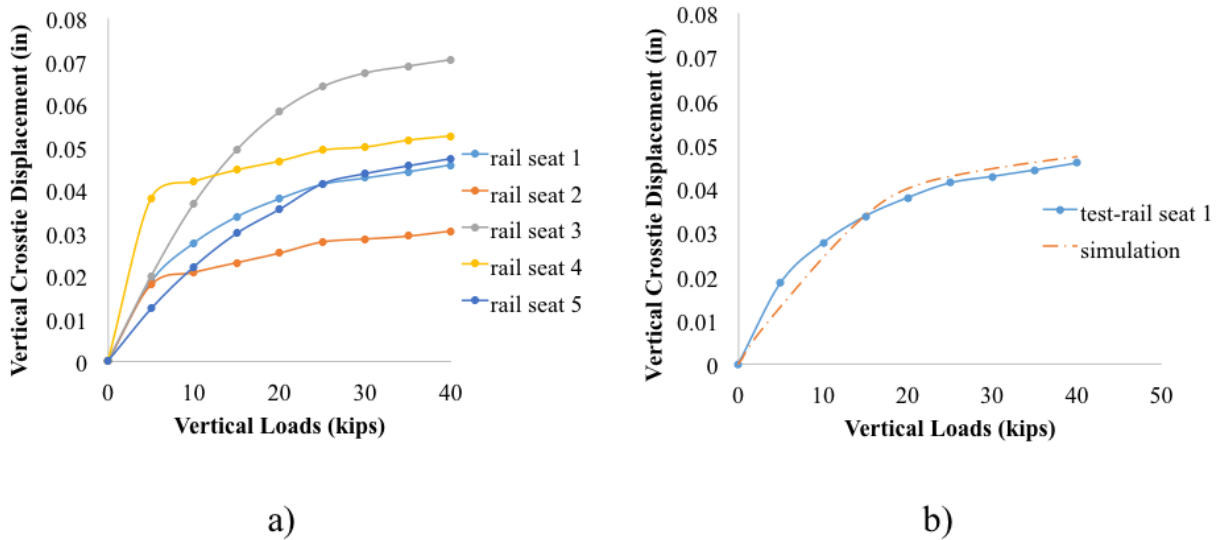 0.08
0.07
0.06
0.05
0.04
0.03
0.02
0.01
0
Vertical Crosstie Displacement (in)
0 10 20 30 40
Vertical Loads (kips)
rail seat 1
rail seat 2
rail seat 3
rail seat 4
rail seat 5
a)
0.08
0.07
0.06
0.05
0.04
0.03
0.02
0.01
0
Vertical Crosstie Displacement (in)
0 10 20 30 40 50
Vertical Loads (kips)
test-rail seat 1
simulation
b)